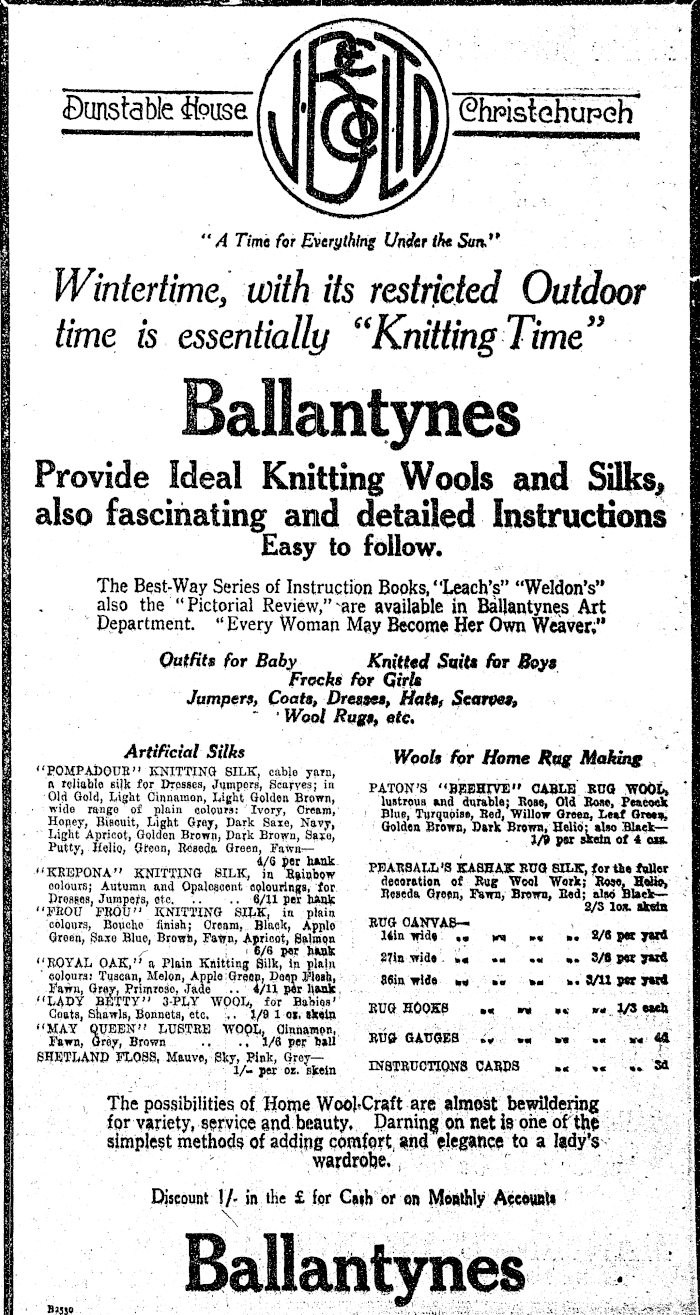 Dunstable House
J. B & Co LTD
Christchurch
"A Time for Everything Under the Sun."
Wintertime, with its restricted Outdoor
time is essentially "Knitting Time"
Ballantynes
Provide Ideal Knitting Wools and Silks,
also fascinating and detailed Instructions
Easy to follow.
The Best-Way Series of Instruction Books, "Leach's" "Weldon's"
also the "Pictorial Review," are available in Ballantynes Art
Department. "Every Woman May Become Her Own Weaver."
Outfits for Baby Knitted Suits for Boys
Frocks for Girls
Jumpers, Coats, Dresses, Hats, Scarves,
Wool Rugs, etc.
Artificial Silks
"POMPADOUR" KNITTING SILK, cable yarn,
a reliable silk for Dresses, Jumpers, Scarves; in
Old Gold, Light Cinnamon, Light Golden Brown,
wide range of plain colours: Ivory, Cream,
Honey, Biscuit, Light Grey, Dark Saxe, Navy,
Light Apricot, Golden Brown, Dark Brown, Saxe,
Putty, Helio, Green, Reseda Green, Fawn—
4/6 per hank
"KREPONA" KNITTING SILK, in Rainbow
colours; Autumn and Opalescent colourings, for
Dresses, Jumpers, etc. .. .. 6/11 per hank
"FROU FROU" KNITTING SILK, in plain
colours, Bouche finish; Cream, Black, Apple
Green, Saxe Blue, Brown, Fawn, Apricot, Salmon
6/6 per hank
"ROYAL OAK," a Plain Knitting Silk, in plain
colours: Tuscan, Melon, Apple Green, Deep Flesh,
Fawn, Grey, Primrose, Jade .. 4/11 per hank
"LADY BETTY" 3-PLY WOOL, for Babies'
Coats, Shawls, Bonnets, etc. .. 1/9 1 oz. skein
"MAY QUEEN" LUSTRE WOOL, Cinnamon,
Fawn, Grey, Brown .. .. 1/6 per ball
SHETLAND FLOSS, Mauve, Sky, Pink, Grey—
1/- per oz. skein
Wools for Home Rug Making
PATON'S "BEEHIVE" CABLE RUG WOOL,
lustrous and durable; Rose, Old Rose, Peacock
Blue, Turquoise, Red, Willow Green, Leaf Green,
Golden Brown, Dark Brown, Helio; also Black—
1/9 per skein of 4 ozs.
PEARSALL'S KASHAK RUG SILK, for the fuller
decoration of Rug Wool Work; Rose, Helio,
Reseda Green, Fawn, Brown, Red; also Black—
2/3 1oz. skein
RUG CANVAS—
14in wide .. .. .. .. 2/6 per yard
27in wide .. .. .. .. 3/6 per yard
36in wide .. .. .. .. 3/11 per yard
RUG HOOKS .. .. .. .. 1/3 each
RUG GAUGES .. .. .. .. .. 4d
INSTRUCTIONS CARDS .. .. .. 3d
The possibilities of Home Wool-Craft are almost bewildering
for variety, service and beauty. Darning on net is one of the
simplest methods of adding comfort and elegance to a lady's
wardrobe.
Discount 1/- in the £ for Cash or on Monthly Accounts
Ballantynes
B2530